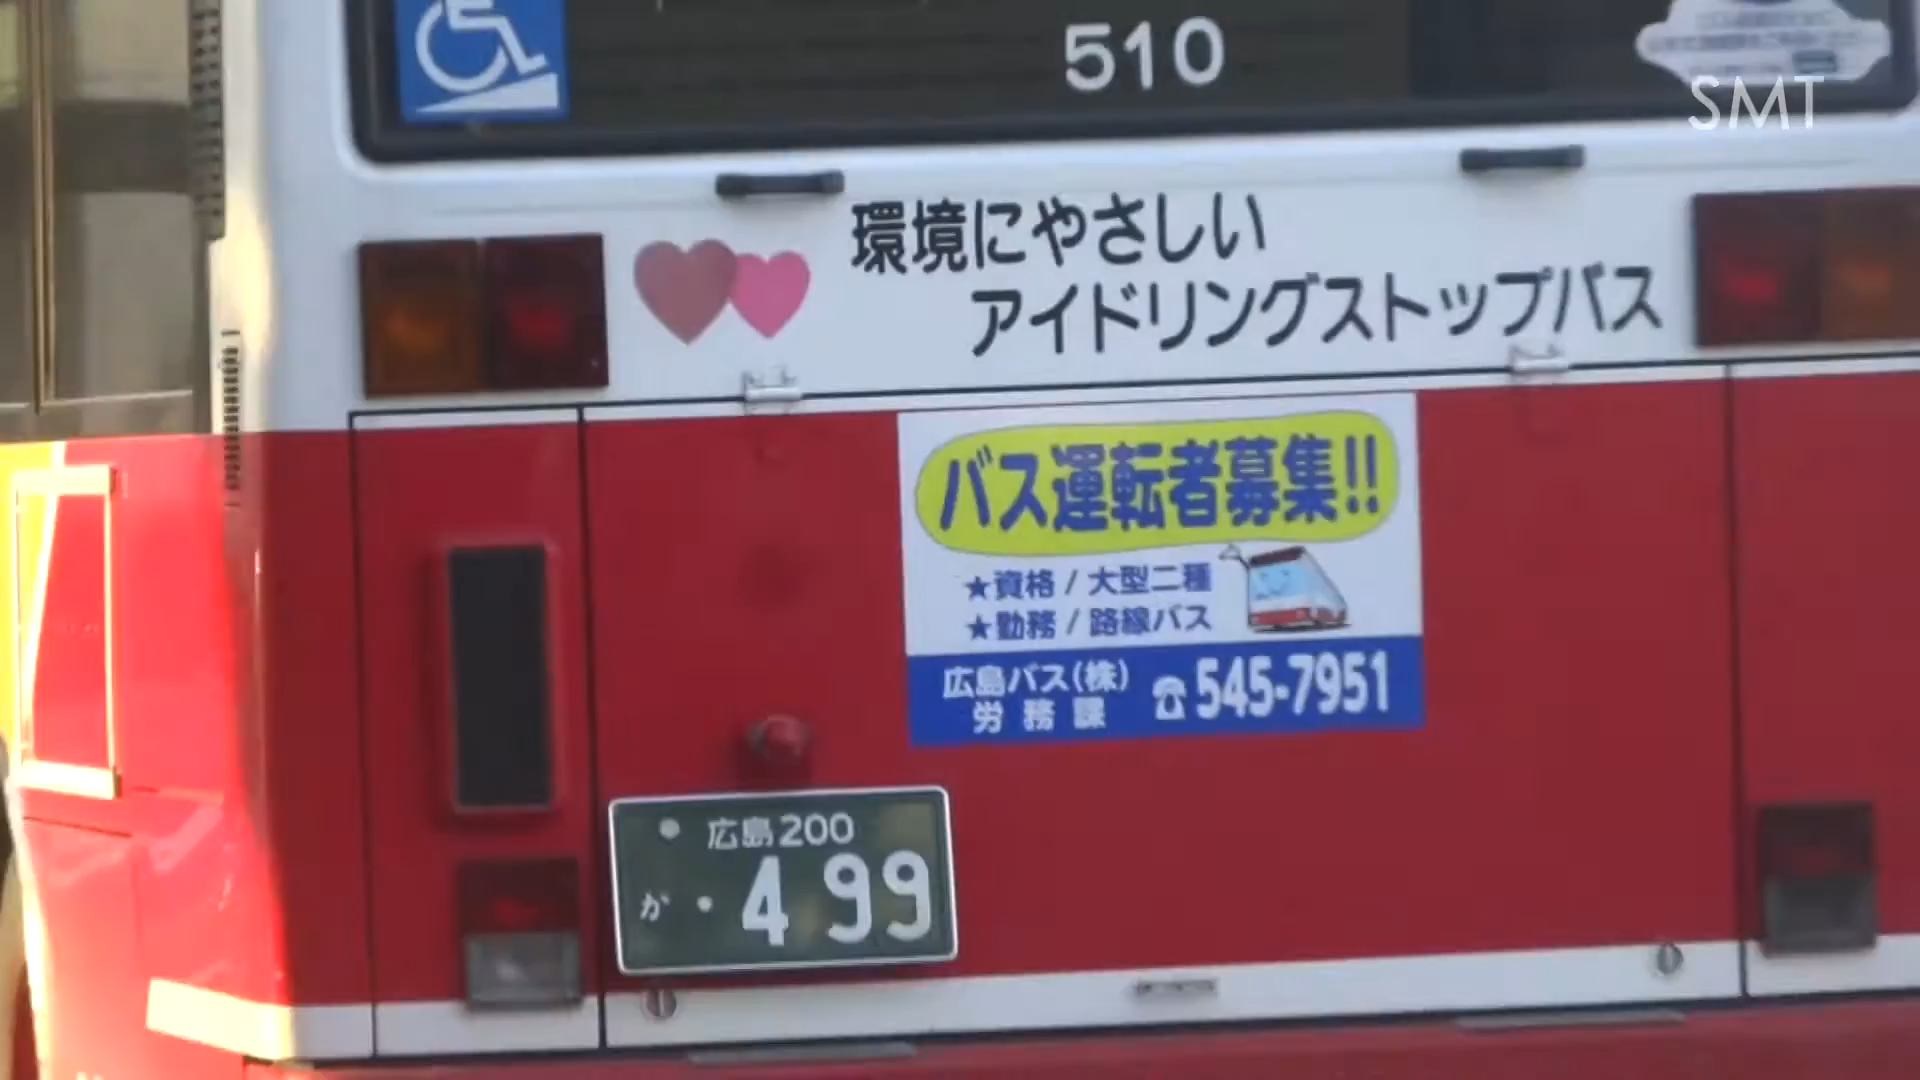 510
SMT
環境にやさしい
アイドリングストップバス
バス運転者募集!!
★資格/大型二種
★勤務/路線バス
広島バス(株)
労務課
☎545-7951
広島200
か ・499